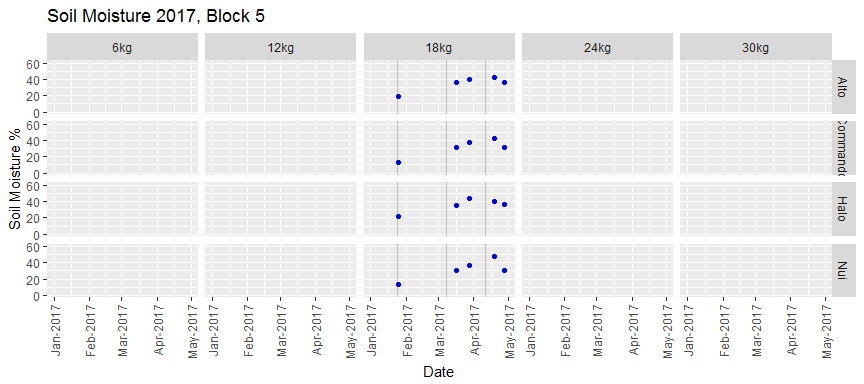 Soil Moisture 2017, Block 5
6kg 12kg 18kg 24kg 30kg
Soil Moisture %
60
40
20
0
Alto
60
40
20
0
Commando
60
40
20
0
Halo
60
40
20
0
Nui
Jan-2017 Feb-2017 Mar-2017 Apr-2017 May-2017 Jan-2017 Feb-2017 Mar-2017 Apr-2017 May-2017 Jan-2017 Feb-2017 Mar-2017 Apr-2017 May-2017 Jan-2017 Feb-2017 Mar-2017 Apr-2017 May-2017 Jan-2017 Feb-2017 Mar-2017 Apr-2017 May-2017
Date